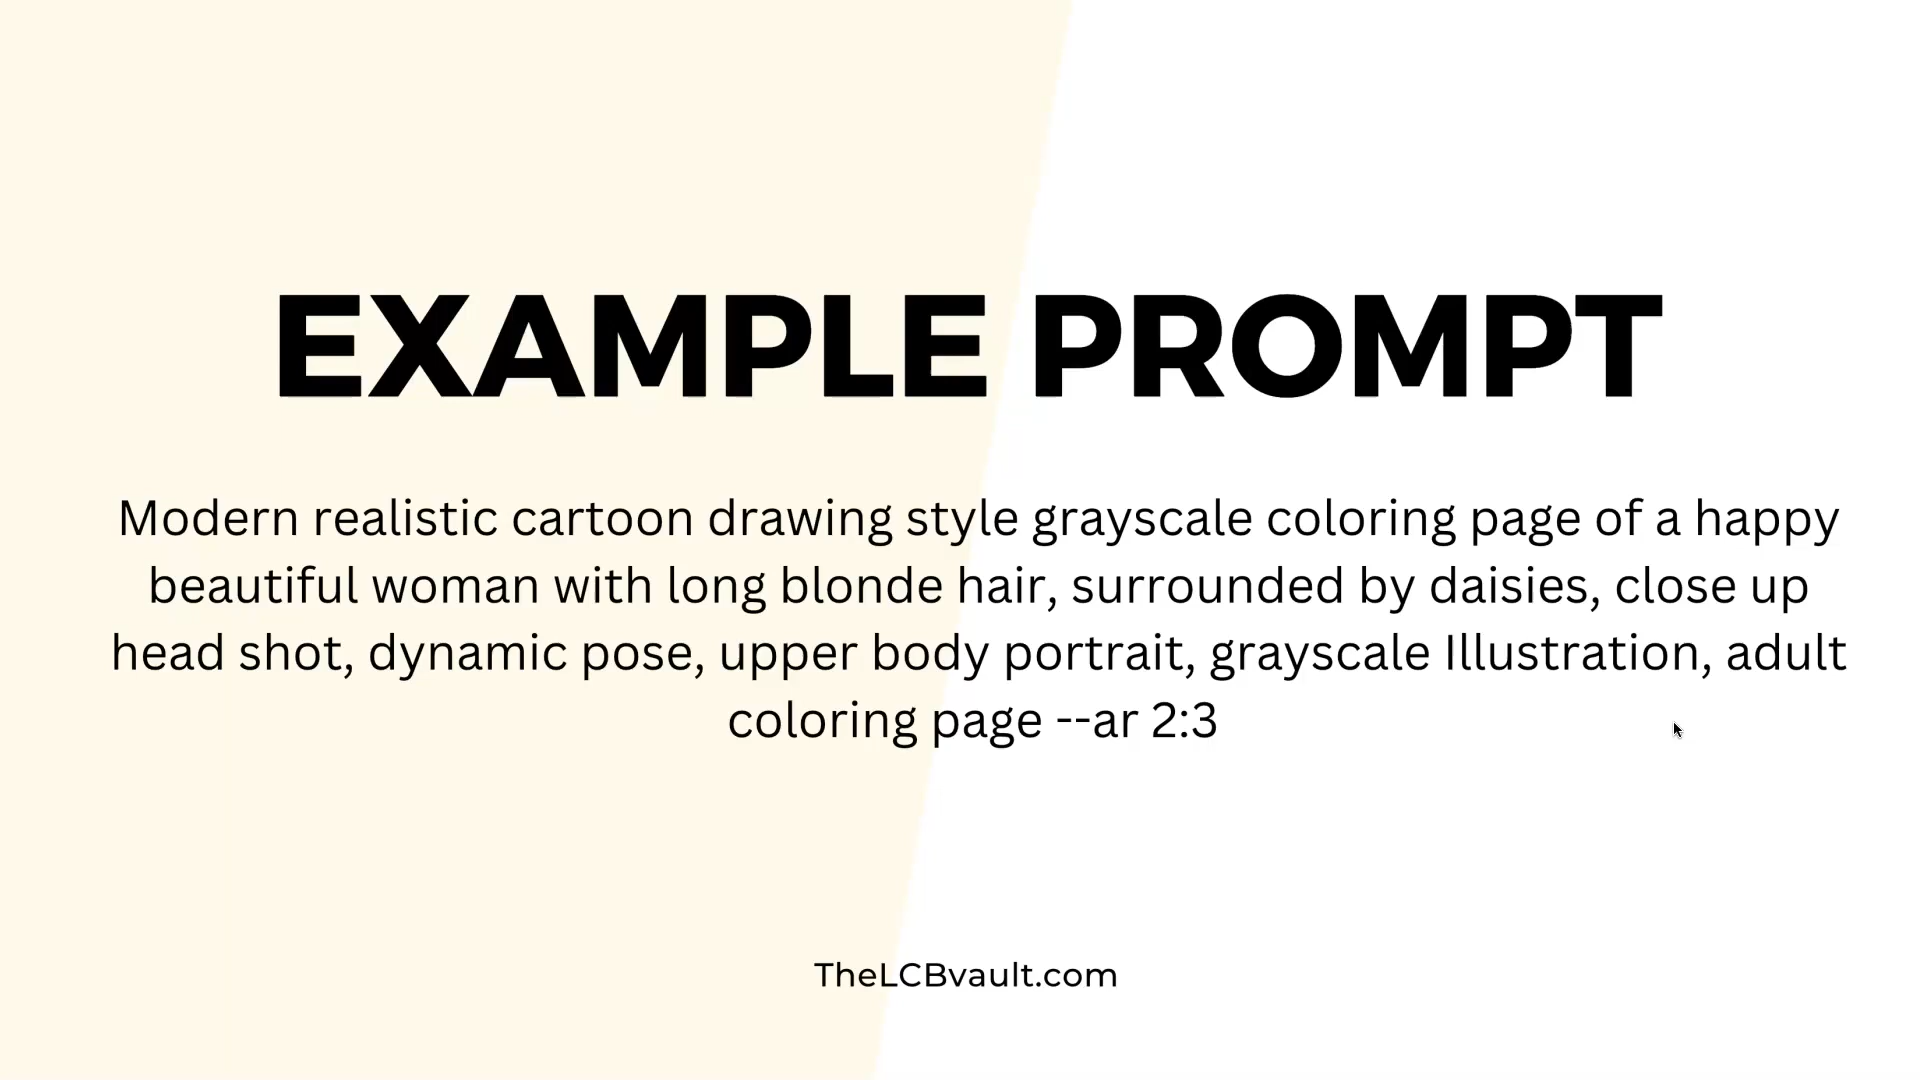 EXAMPLE PROMPT
Modern realistic cartoon drawing style grayscale coloring page of a happy
beautiful woman with long blonde hair, surrounded by daisies, close up
head shot, dynamic pose, upper body portrait, grayscale Illustration, adult
coloring page --ar 2:3
TheLCBvault.com